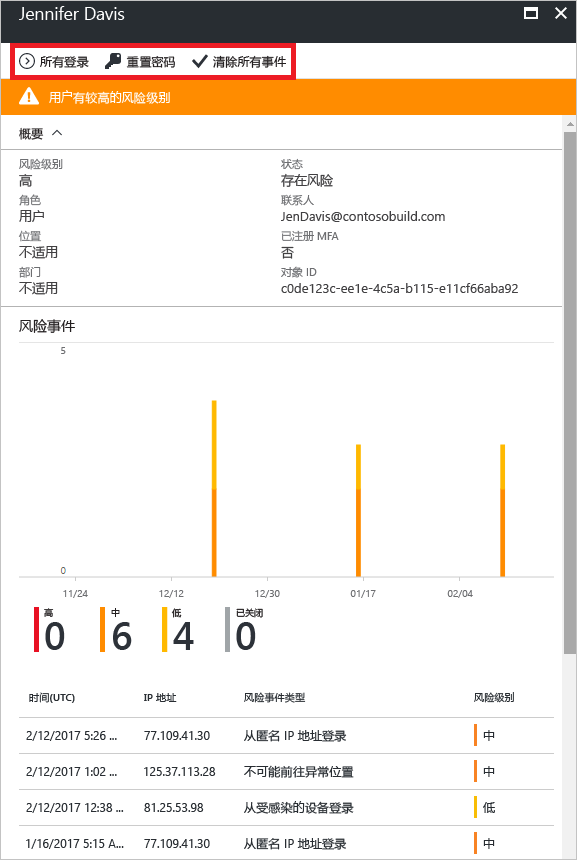 Jennifer Davis
所有登录 重置密码 清除所有事件
用户有较高的风险级别
概要
风险级别 状态
高 存在风险
角色 联系人
用户 JenDavis@contosobuild.com
位置 已注册 MFA
不适用 否
部门 对象 ID
不适用 c0de123c-ee1e-4c5a-b115-e11cf66aba92
风险事件
5
0
11/24 12/12 12/30 01/17 02/04
高 中 低 已关闭
0 6 4 0
时间(UTC) IP 地址 风险事件类型 风险级别
2/12/2017 5:26 ... 77.109.41.30 从匿名 IP 地址登录 中
2/12/2017 1:02 ... 125.37.113.28 不可能前往异常位置 中
2/12/2017 12:38 ... 81.25.53.98 从受感染的设备登录 低
1/16/2017 5:15 A... 77.109.41.30 从匿名 IP 地址登录 中